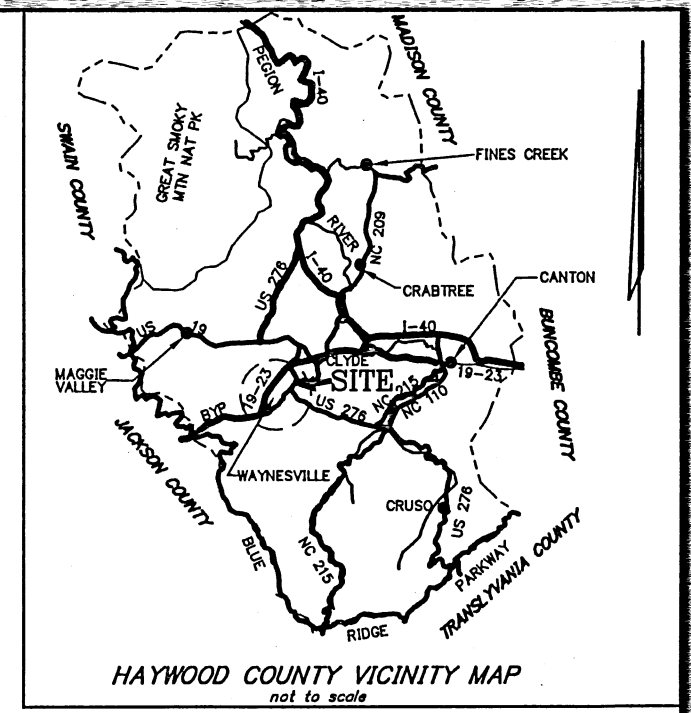 MADISON COUNTY
PEGION
I-40
GREAT SMOKY
MTN NAT PK
SWAIN COUNTY
FINES CREEK
RIVER
NC 209
US 276
I-40
CRABTREE
CANTON
US 19
I-40
BUNCOMBE COUNTY
MAGGIE
VALLEY
CLYDE
19-23
SITE
BYP 19-23
US 276
NC 215
NC 110
JACKSON COUNTY
WAYNESVILLE
CRUSO
US 276
BLUE
NC 215
PARKWAY
TRANSLYVANIA COUNTY
RIDGE
HAYWOOD COUNTY VICINITY MAP
not to scale